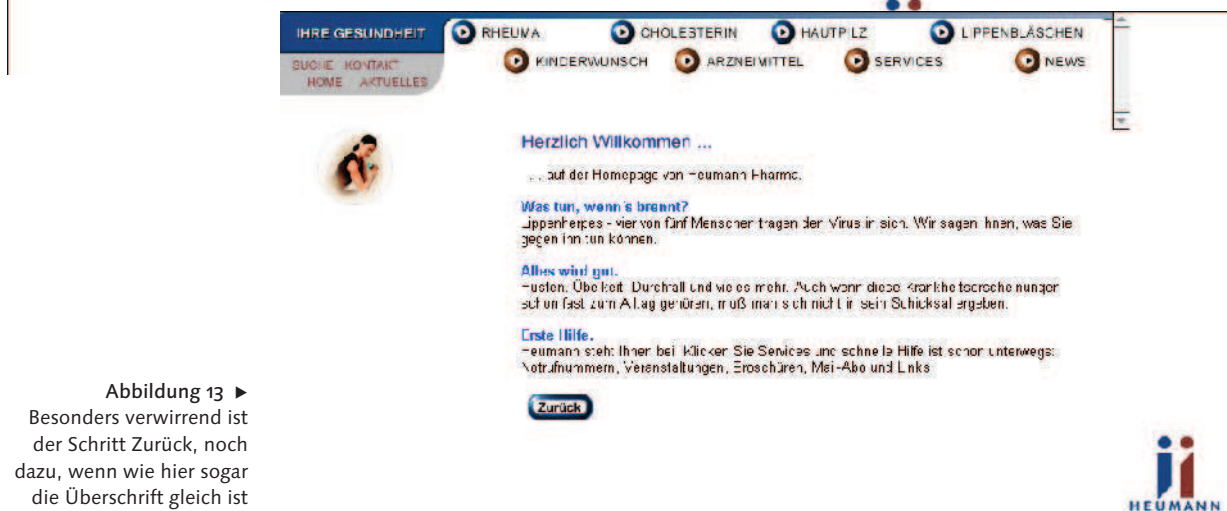 IHRE GESUNDHEIT
RHEUMA CHOLESTERIN HAUTPILZ LIPPENBLÄSCHEN
SUCHE KONTAKT
KINDERWUNSCH ARZNEIMITTEL SERVICES NEWS
HOME AKTUELLES
Herzlich Willkommen ...
... auf der Homepage von Heumann Pharma.
Was tun, wenn's brennt?
Lippenherpes - vier von fünf Menschen tragen den Virus in sich. Wir sagen Ihnen, was Sie
gegen ihn tun können.
Alles wird gut.
Husten, Übelkeit, Durchfall und vieles mehr. Auch wenn diese Krankheitserscheinungen
schon fast zum Alltag gehören, muß man sich nicht in sein Schicksal ergeben.
Erste Hilfe.
Heumann steht Ihnen bei. Klicken Sie Services und schnelle Hilfe ist schon unterwegs:
Notrufnummern, Veranstaltungen, Broschüren, Mail-Abo und Links
Zurück
Abbildung 13 ▶
Besonders verwirrend ist
der Schritt Zurück, noch
dazu, wenn wie hier sogar
die Überschrift gleich ist
HEUMANN